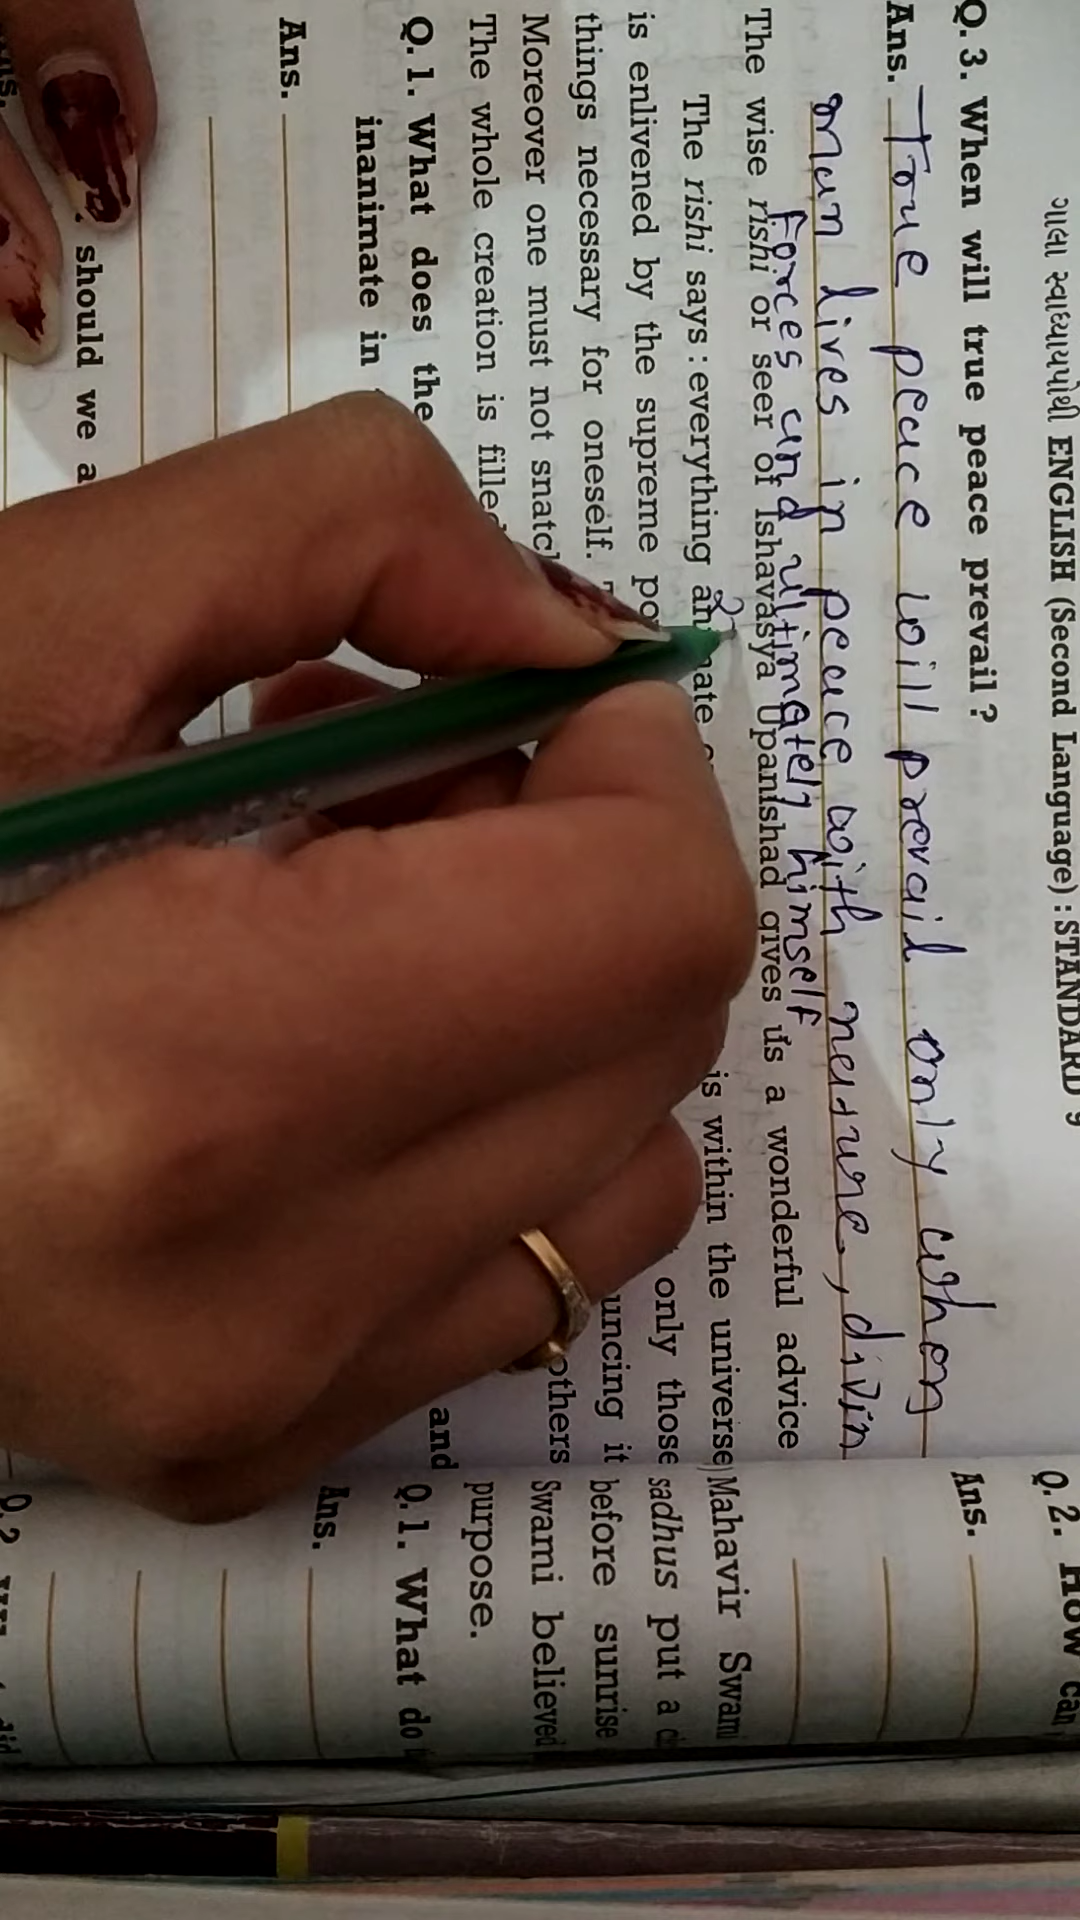 ગાલા સ્વાધ્યાયપોથી ENGLISH (Second Language) : STANDARD 9
Q. 3. When will true peace prevail ?
Ans. True peace will prevail only when
man lives in peace with nature, divin
forces and ultimately himself
The wise rishi or seer of Ishavasya Upanishad gives us a wonderful advice
The rishi says : everything animate is within the universe
is enlivened by the supreme only those
things necessary for oneself. uncing it
Moreover one must not others
The whole creation is filled and
Q. 1. What does the
inanimate in
Ans.
should we a
Q. 2. How can
Ans.
Mahavir Swami
sadhus put a
before sunrise
Swami believed
purpose.
Q. 1. What do
Ans.
Q. 2